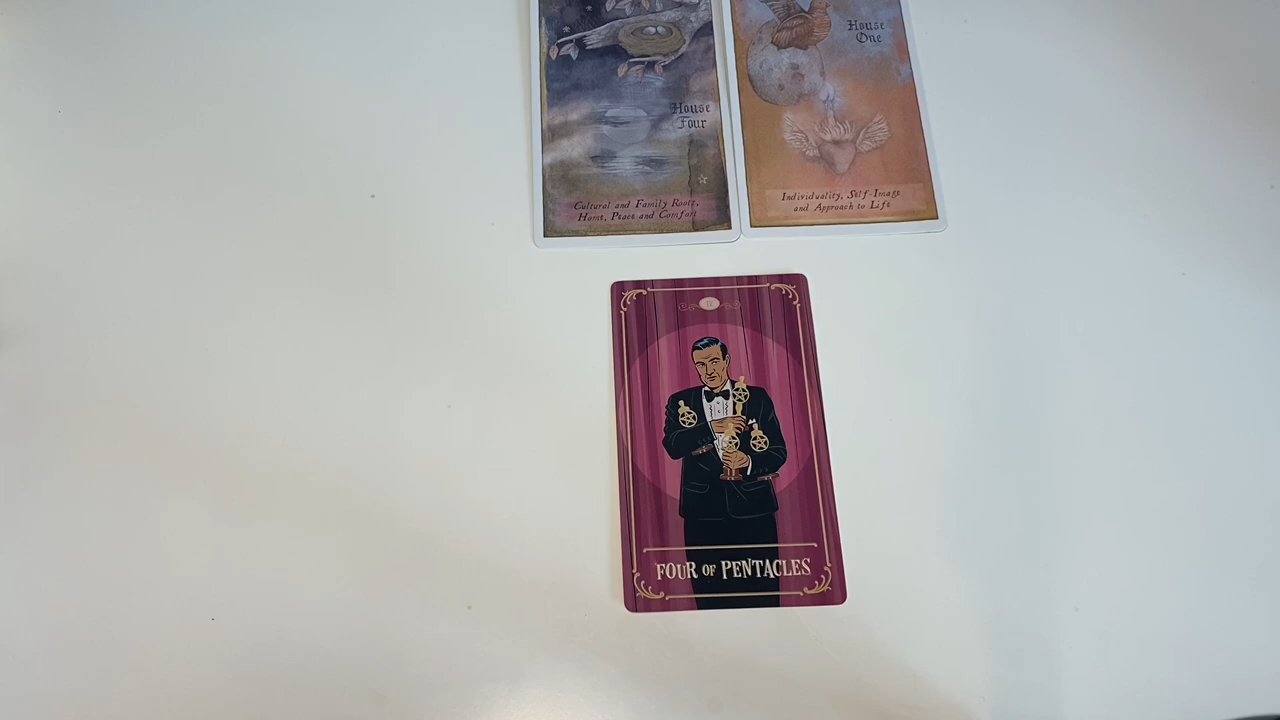 House
Four
Cultural and Family Roots,
Home, Peace and Comfort
House
One
Individuality, Self-Image
and Approach to Life
FOUR OF PENTACLES